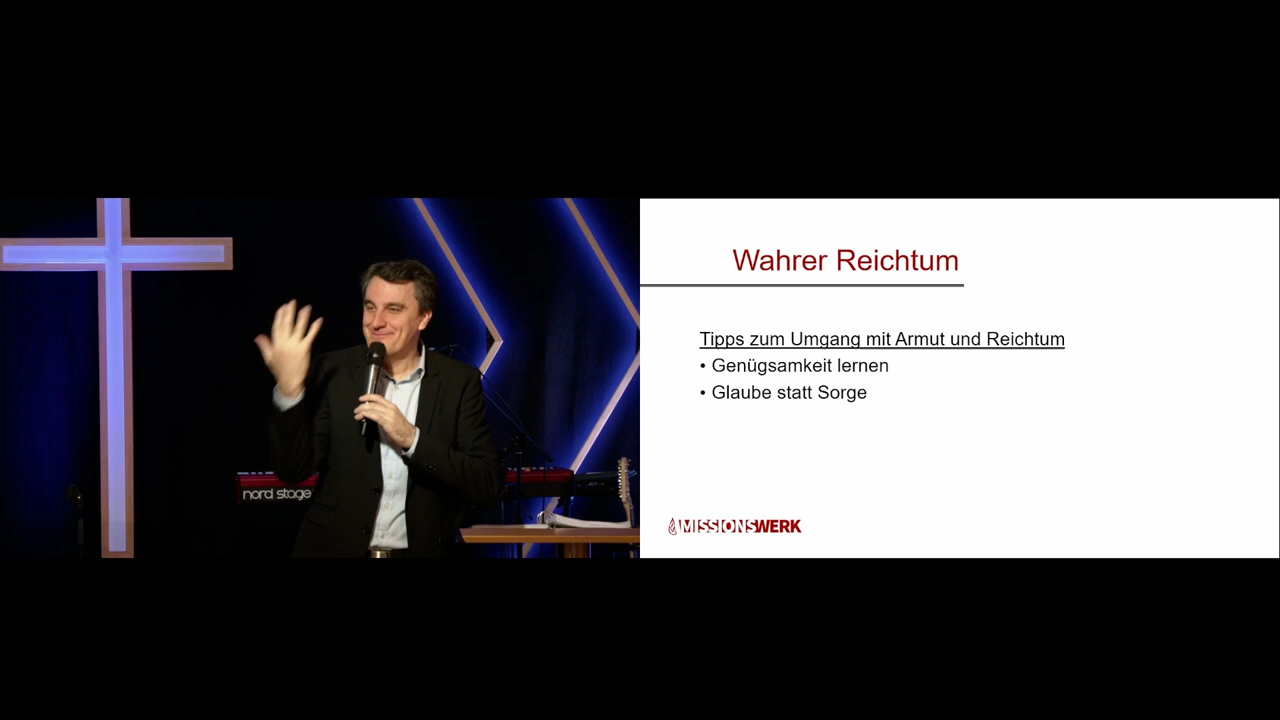 nord stage
Wahrer Reichtum
Tipps zum Umgang mit Armut und Reichtum
• Genügsamkeit lernen
• Glaube statt Sorge
MISSIONSWERK